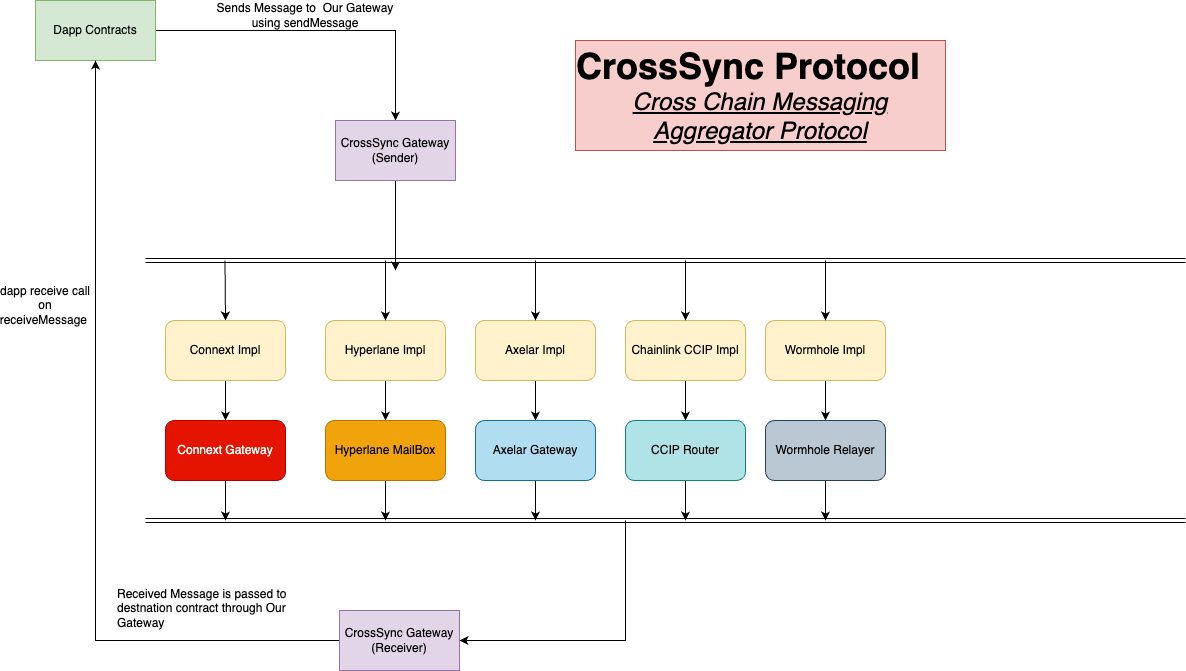 Sends Message to Our Gateway
using sendMessage
Dapp Contracts
CrossSync Protocol
Cross Chain Messaging
Aggregator Protocol
CrossSync Gateway
(Sender)
dapp receive call
on
receiveMessage
Connext Impl
Hyperlane Impl
Axelar Impl
Chainlink CCIP Impl
Wormhole Impl
Connext Gateway
Hyperlane MailBox
Axelar Gateway
CCIP Router
Wormhole Relayer
Received Message is passed to
destnation contract through Our
Gateway
CrossSync Gateway
(Receiver)